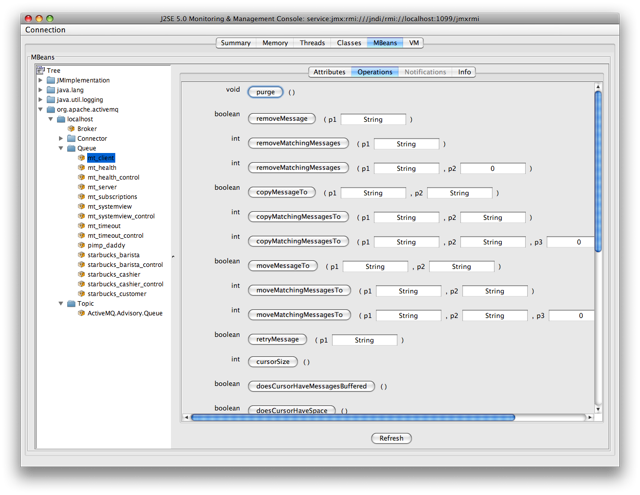 J2SE 5.0 Monitoring & Management Console: service:jmx:rmi:///jndi/rmi://localhost:1099/jmxrmi
Connection
Summary Memory Threads Classes MBeans VM
MBeans
Tree
JMImplementation
java.lang
java.util.logging
org.apache.activemq
localhost
Broker
Connector
Queue
mt_client
mt_health
mt_health_control
mt_server
mt_subscriptions
mt_systemview
mt_systemview_control
mt_timeout
mt_timeout_control
pimp_daddy
starbucks_barista
starbucks_barista_control
starbucks_cashier
starbucks_cashier_control
starbucks_customer
Topic
ActiveMQ.Advisory.Queue
Attributes Operations Notifications Info
void purge ()
boolean removeMessage ( p1 String )
int removeMatchingMessages ( p1 String )
int removeMatchingMessages ( p1 String , p2 0 )
boolean copyMessageTo ( p1 String , p2 String )
int copyMatchingMessagesTo ( p1 String , p2 String )
int copyMatchingMessagesTo ( p1 String , p2 String , p3 0
boolean moveMessageTo ( p1 String , p2 String )
int moveMatchingMessagesTo ( p1 String , p2 String )
int moveMatchingMessagesTo ( p1 String , p2 String , p3 0
boolean retryMessage ( p1 String )
int cursorSize ()
boolean doesCursorHaveMessagesBuffered ()
boolean doesCursorHaveSpace ()
Refresh